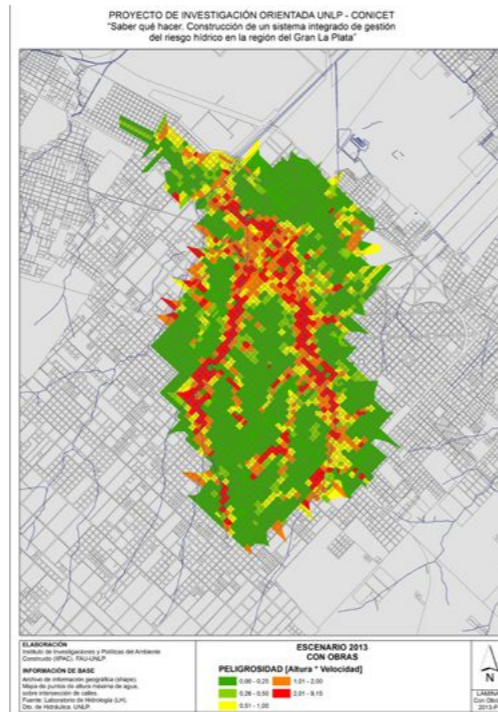 PROYECTO DE INVESTIGACIÓN ORIENTADA UNLP - CONICET
"Saber qué hacer. Construcción de un sistema integrado de gestión
del riesgo hídrico en la región del Gran La Plata"
ELABORACIÓN
Instituto de Investigaciones y Políticas del Ambiente
Construido (IIPAC), FAU-UNLP
INFORMACIÓN DE BASE
Archivo de información geográfica (shape).
Mapa de puntos de altura máxima de agua,
sobre intersección de calles.
Fuente: Laboratorio de Hidrología (LH),
Dto. de Hidráulica, UNLP
ESCENARIO 2013
CON OBRAS
PELIGROSIDAD [Altura * Velocidad]
0,00 - 0,25
0,26 - 0,50
0,51 - 1,00
1,01 - 2,00
2,01 - 9,15
N
LÁMINA
Con Obras